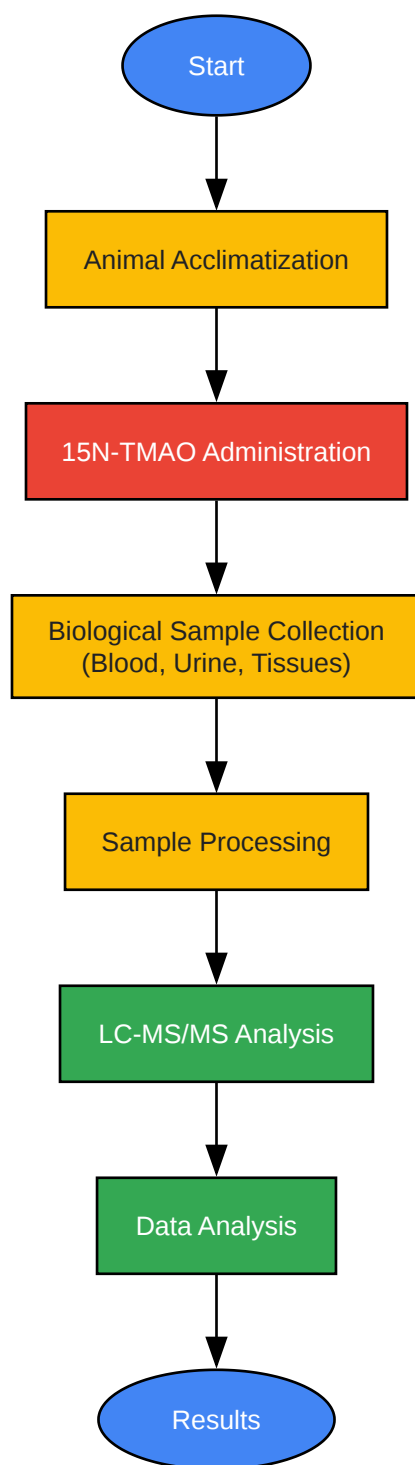 Start
Animal Acclimatization
15N-TMAO Administration
Biological Sample Collection
(Blood, Urine, Tissues)
Sample Processing
LC-MS/MS Analysis
Data Analysis
Results